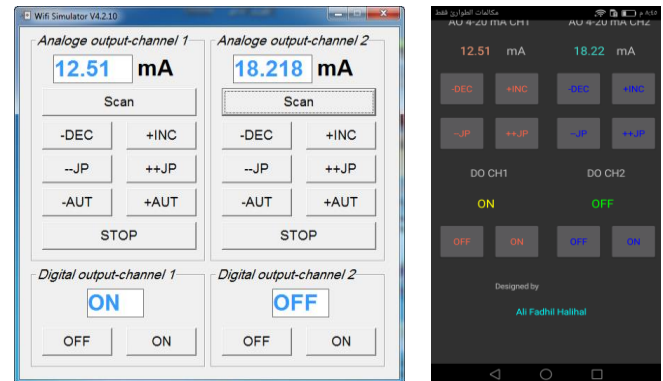 Wifi Simulator V4.2.10
Analoge output-channel 1
12.51 mA
Scan
-DEC +INC
--JP ++JP
-AUT +AUT
STOP
Digital output-channel 1
ON
OFF ON
Analoge output-channel 2
18.218 mA
Scan
-DEC +INC
--JP ++JP
-AUT +AUT
STOP
Digital output-channel 2
OFF
OFF ON
مكالمات الطوارئ فقط
٨:٤٥ م
AO 4-20 mA CH1 AO 4-20 mA CH2
12.51 mA 18.22 mA
-DEC +INC -DEC +INC
--JP ++JP --JP ++JP
DO CH1 DO CH2
ON OFF
OFF ON OFF ON
Designed by
Ali Fadhil Halihal